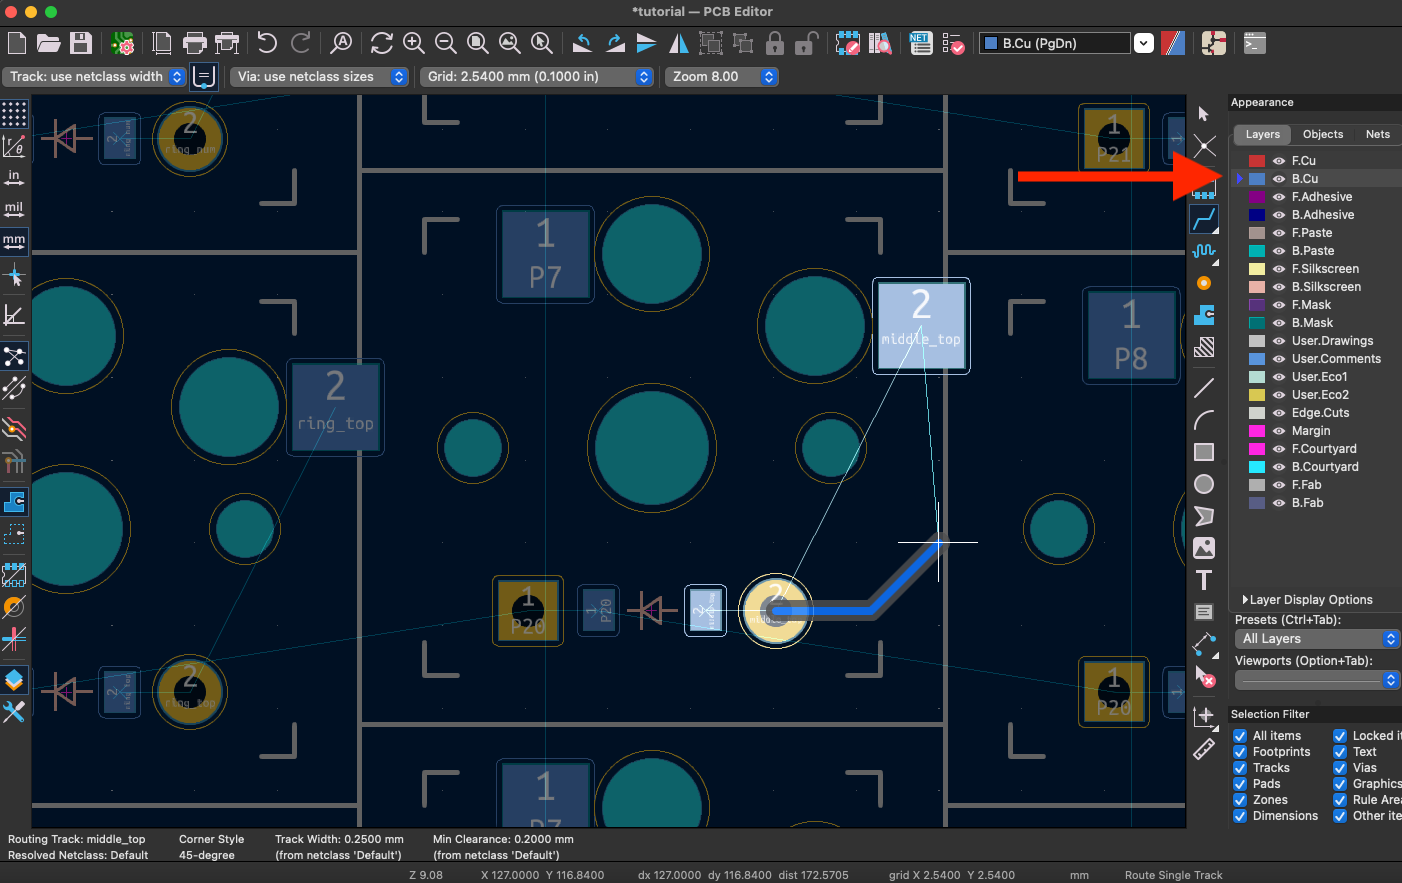 *tutorial — PCB Editor
NET
B.Cu (PgDn)
Track: use netclass width
Via: use netclass sizes
Grid: 2.5400 mm (0.1000 in)
Zoom 8.00
in
mil
mm
2
2
ring_num
1
P21
1
1
P7
2
middle_top
1
P8
2
ring_top
1
P20
1
P20
2
2
2
2
ring_top
1
P20
1
1
P7
Appearance
Layers
Objects
Nets
F.Cu
B.Cu
F.Adhesive
B.Adhesive
F.Paste
B.Paste
F.Silkscreen
B.Silkscreen
F.Mask
B.Mask
User.Drawings
User.Comments
User.Eco1
User.Eco2
Edge.Cuts
Margin
F.Courtyard
B.Courtyard
F.Fab
B.Fab
Layer Display Options
Presets (Ctrl+Tab):
All Layers
Viewports (Option+Tab):
Selection Filter
All items
Locked it
Footprints
Text
Tracks
Vias
Pads
Graphics
Zones
Rule Area
Dimensions
Other ite
Routing Track: middle_top
Corner Style
Track Width: 0.2500 mm
Min Clearance: 0.2000 mm
Resolved Netclass: Default
45-degree
(from netclass 'Default')
(from netclass 'Default')
Z 9.08
X 127.0000 Y 116.8400
dx 127.0000 dy 116.8400 dist 172.5705
grid X 2.5400 Y 2.5400
mm
Route Single Track